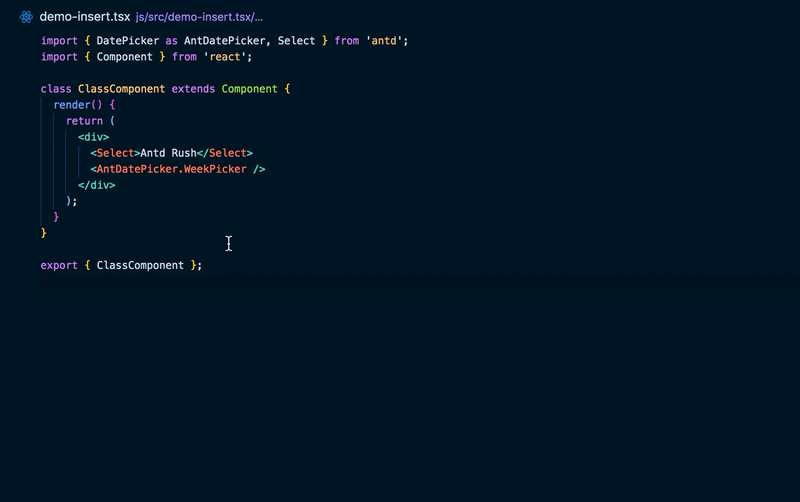 demo-insert.tsx js/src/demo-insert.tsx/...
import { DatePicker as AntDatePicker, Select } from 'antd';
import { Component } from 'react';
class ClassComponent extends Component {
render() {
return (
<div>
<Select>Antd Rush</Select>
<AntDatePicker.WeekPicker />
</div>
);
}
}
export { ClassComponent };